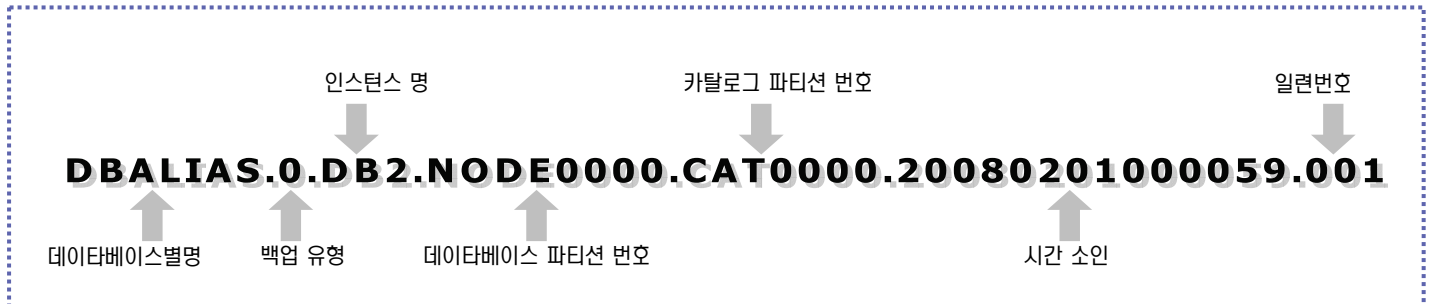 인스턴스 명 카탈로그 파티션 번호 일련번호
DBALIAS.0.DB2.NODE0000.CAT0000.20080201000059.001
데이타베이스별명 백업 유형 데이타베이스 파티션 번호 시간 소인